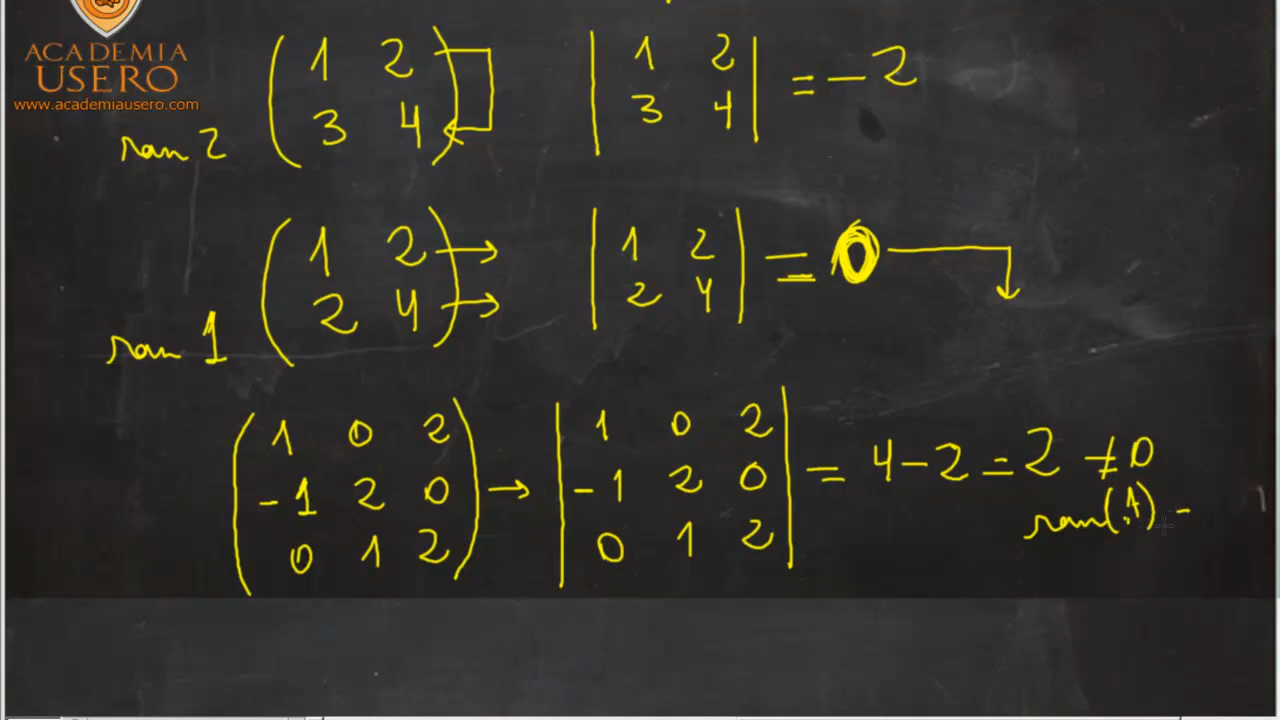 ACADEMIA
USERO
www.academiausero.com
( 1 2 ) | 1 2 | = -2
( 3 4 ) | 3 4 |
ran 2
( 1 2 ) → | 1 2 | = 0
( 2 4 ) → | 2 4 |
ran 1
( 1 0 2 ) | 1 0 2 |
( -1 2 0 ) → | -1 2 0 | = 4 - 2 = 2 ≠ 0
( 0 1 2 ) | 0 1 2 |
ran(A) -